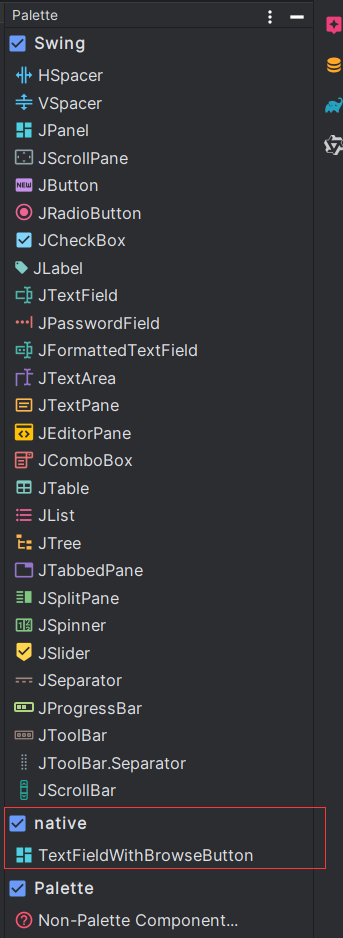 Palette
Swing
HSpacer
VSpacer
JPanel
JScrollPane
NEW JButton
JRadioButton
JCheckBox
JLabel
JTextField
JPasswordField
JFormattedTextField
JTextArea
JTextPane
JEditorPane
JComboBox
JTable
JList
JTree
JTabbedPane
JSplitPane
JSpinner
JSlider
JSeparator
JProgressBar
JToolBar
JToolBar.Separator
JScrollBar
native
TextFieldWithBrowseButton
Palette
Non-Palette Component...